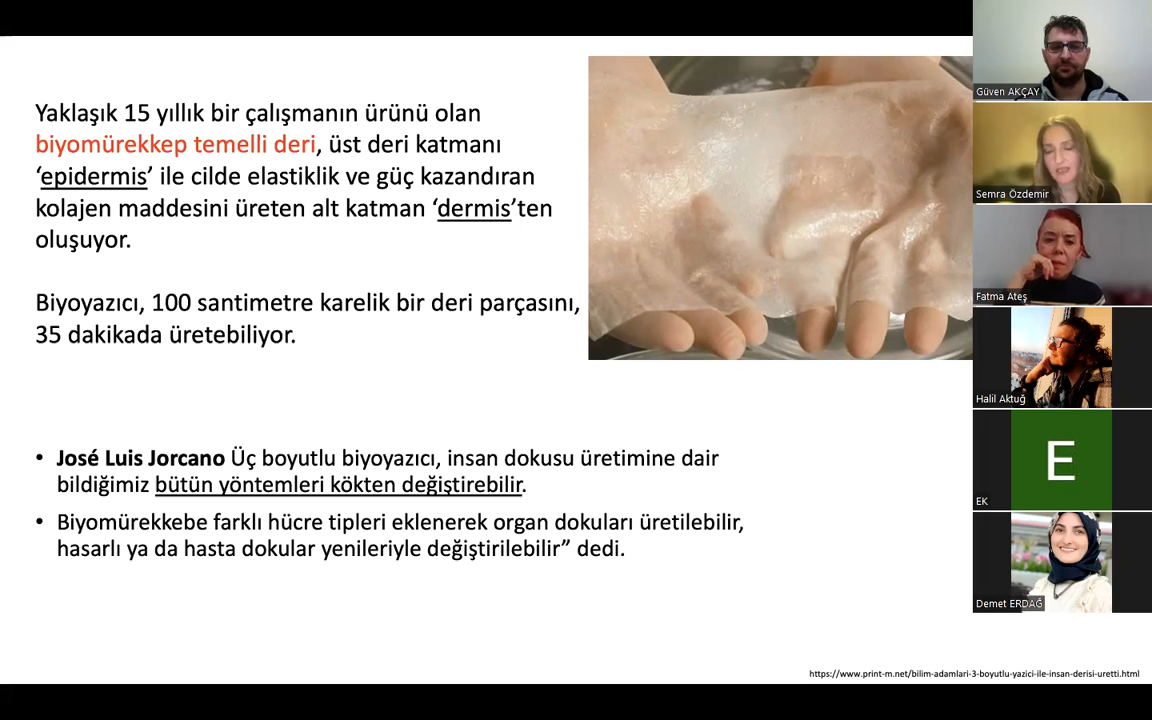 Yaklaşık 15 yıllık bir çalışmanın ürünü olan
biyomürekkep temelli deri, üst deri katmanı
‘epidermis’ ile cilde elastiklik ve güç kazandıran
kolajen maddesini üreten alt katman ‘dermis’ten
oluşuyor.
Biyoyazıcı, 100 santimetre karelik bir deri parçasını,
35 dakikada üretebiliyor.
• José Luis Jorcano Üç boyutlu biyoyazıcı, insan dokusu üretimine dair
bildiğimiz bütün yöntemleri kökten değiştirebilir.
• Biyomürekkebe farklı hücre tipleri eklenerek organ dokuları üretilebilir,
hasarlı ya da hasta dokular yenileriyle değiştirilebilir” dedi.
https://www.print-m.net/bilim-adamlari-3-boyutlu-yazici-ile-insan-derisi-uretti.html
Güven AKÇAY
Semra Özdemir
Fatma Ateş
Halil Aktuğ
E
EK
Demet ERDAĞ